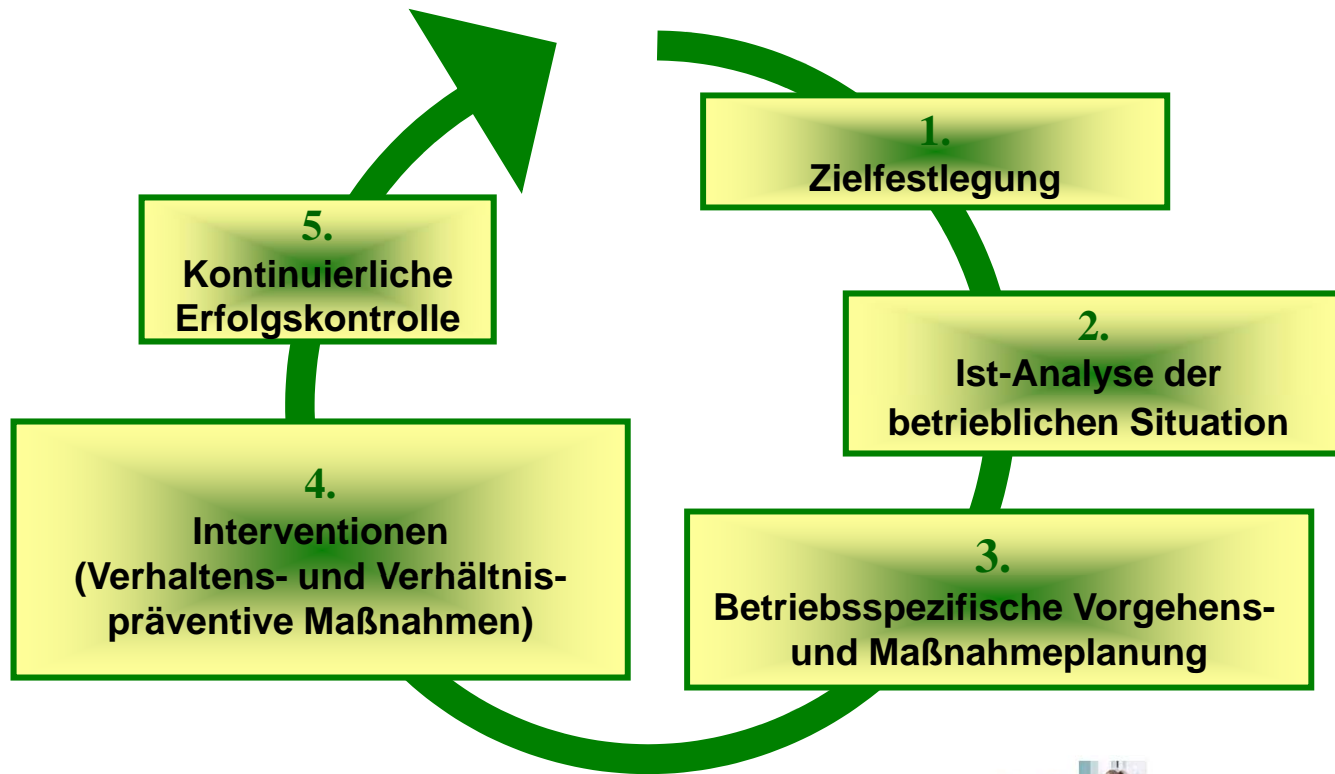 1.
Zielfestlegung
2.
Ist-Analyse der
betrieblichen Situation
3.
Betriebsspezifische Vorgehens-
und Maßnahmeplanung
4.
Interventionen
(Verhaltens- und Verhältnis-
präventive Maßnahmen)
5.
Kontinuierliche
Erfolgskontrolle